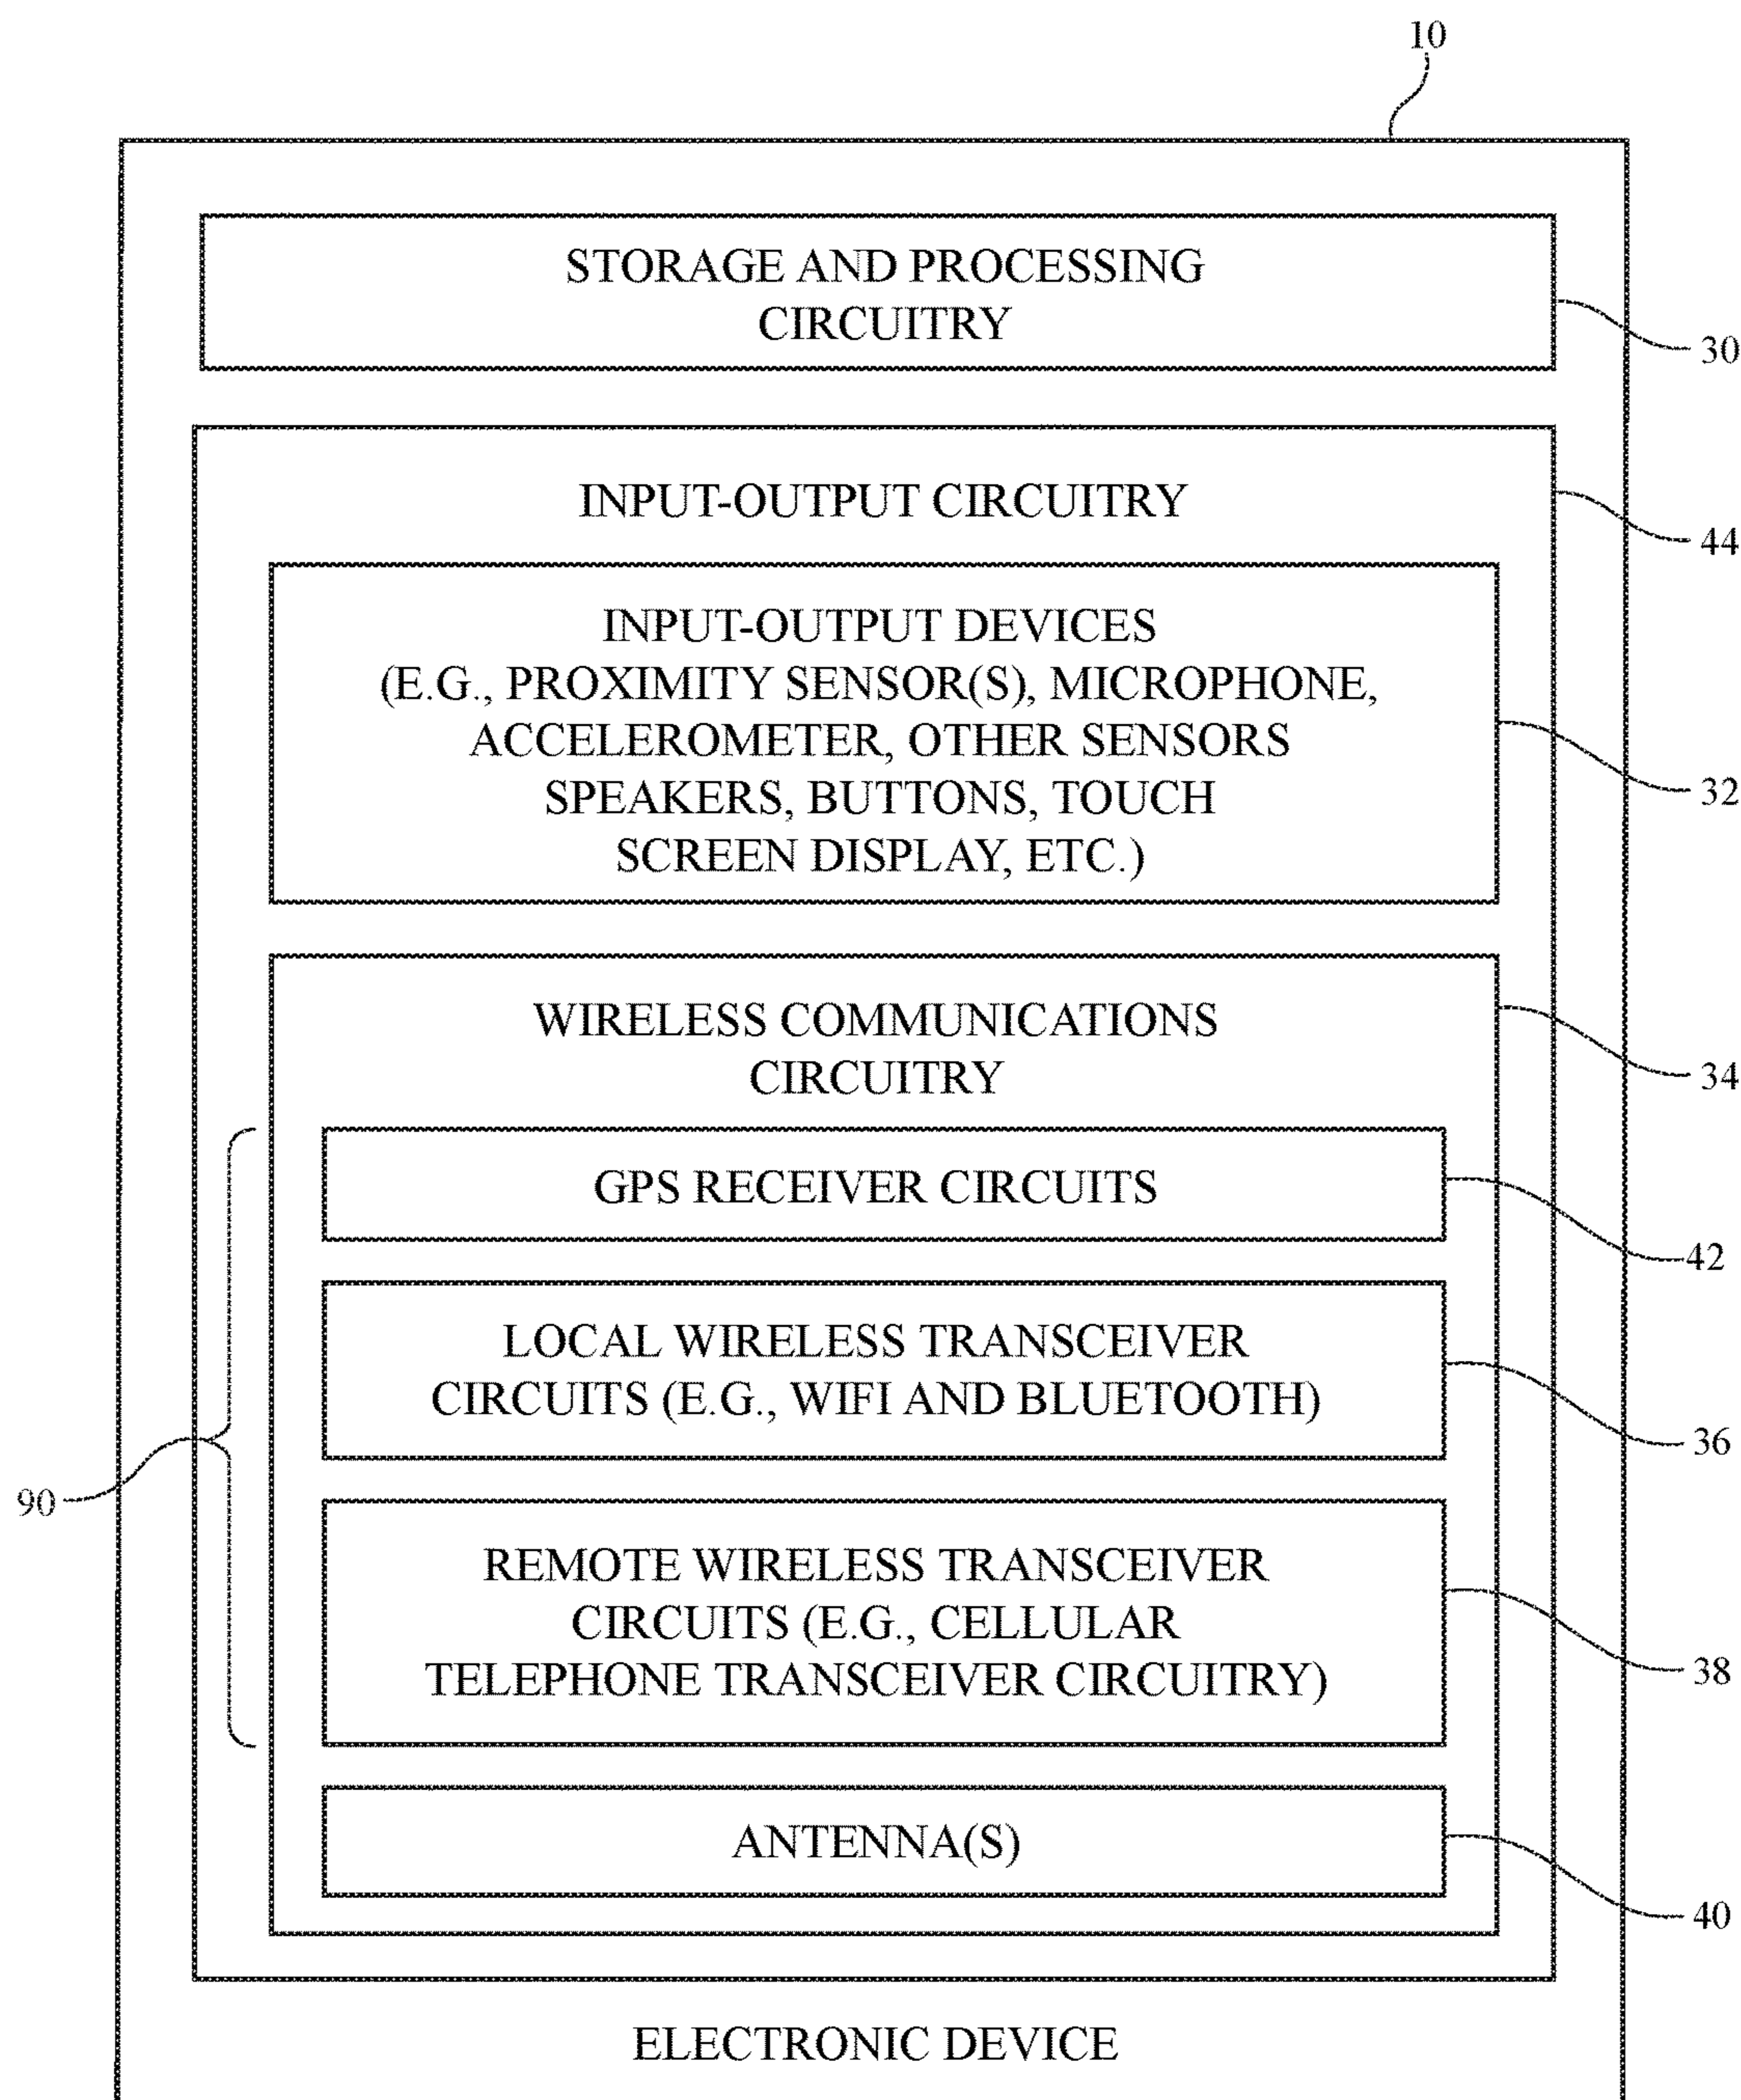 10
STORAGE AND PROCESSING
CIRCUITRY
30
INPUT-OUTPUT CIRCUITRY
44
INPUT-OUTPUT DEVICES
(E.G., PROXIMITY SENSOR(S), MICROPHONE,
ACCELEROMETER, OTHER SENSORS
SPEAKERS, BUTTONS, TOUCH
SCREEN DISPLAY, ETC.)
32
WIRELESS COMMUNICATIONS
CIRCUITRY
34
GPS RECEIVER CIRCUITS
42
LOCAL WIRELESS TRANSCEIVER
CIRCUITS (E.G., WIFI AND BLUETOOTH)
36
90
REMOTE WIRELESS TRANSCEIVER
CIRCUITS (E.G., CELLULAR
TELEPHONE TRANSCEIVER CIRCUITRY)
38
ANTENNA(S)
40
ELECTRONIC DEVICE